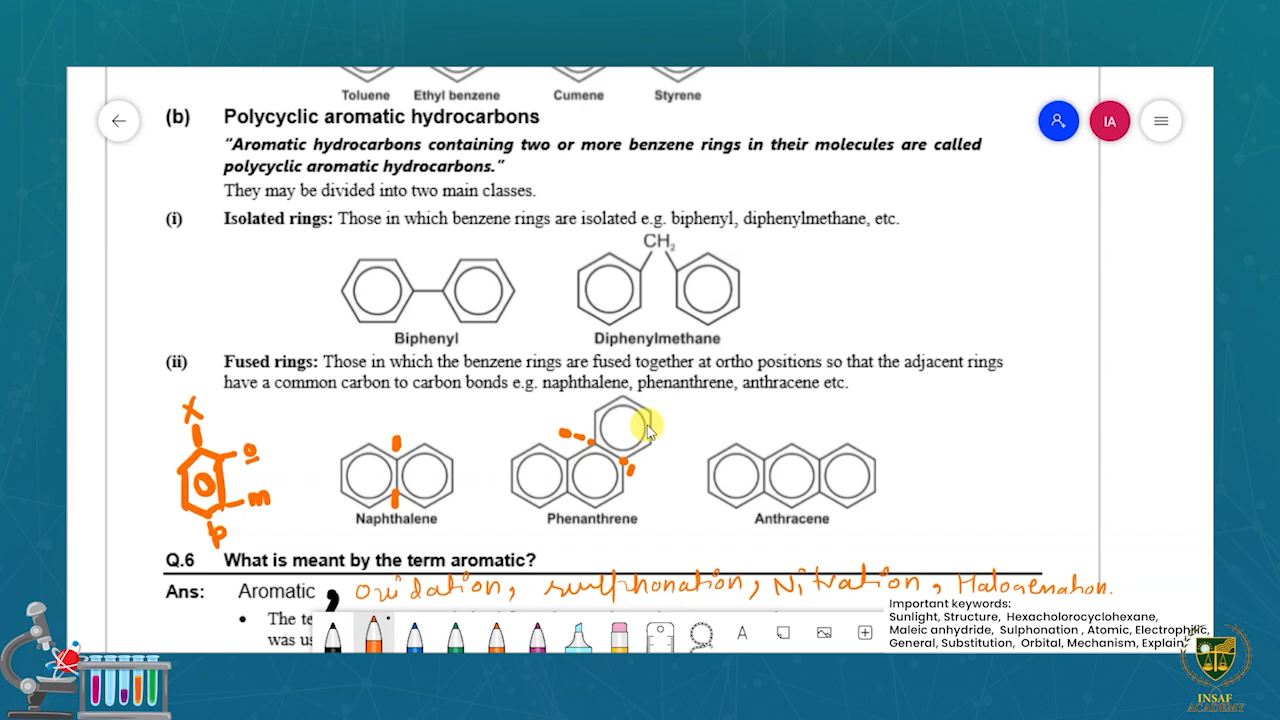 Toluene Ethyl benzene Cumene Styrene
(b) Polycyclic aromatic hydrocarbons
“Aromatic hydrocarbons containing two or more benzene rings in their molecules are called
polycyclic aromatic hydrocarbons.”
They may be divided into two main classes.
(i) Isolated rings: Those in which benzene rings are isolated e.g. biphenyl, diphenylmethane, etc.
CH₂
Biphenyl Diphenylmethane
(ii) Fused rings: Those in which the benzene rings are fused together at ortho positions so that the adjacent rings
have a common carbon to carbon bonds e.g. naphthalene, phenanthrene, anthracene etc.
X
o
m
p
Naphthalene Phenanthrene Anthracene
Q.6 What is meant by the term aromatic?
Ans: Aromatic , Oxidation, sulphonation, Nitration, Halogenation.
• The te
was us
IA
A
Important keywords:
Sunlight, Structure, Hexacholorocyclohexane,
Maleic anhydride, Sulphonation , Atomic, Electrophilic,
General, Substitution, Orbital, Mechanism, Explain
INSAF
ACADEMY